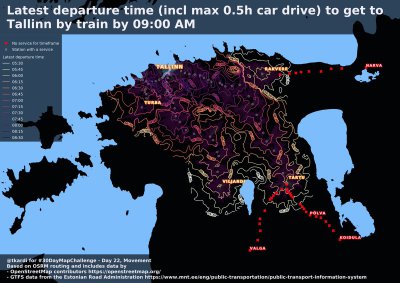 Latest departure time (incl max 0.5h car drive) to get to
Tallinn by train by 09:00 AM
No service for timeframe
Station with a service
Latest departure time
05:30
06:45
06:00
06:15
06:30
06:45
07:00
07:15
07:30
07:45
08:00
08:15
08:30
TALLINN
RAKVERE
NARVA
TURBA
VILJANDI
TARTU
PÕLVA
KOIDULA
VALGA
@tkardi for #30DayMapChallenge - Day 22, Movement
Based on OSRM routing and includes data by
- OpenStreetMap contributors https://openstreetmap.org/
- GTFS data from the Estonian Road Administration https://www.mnt.ee/eng/public-transportation/public-transport-information-system